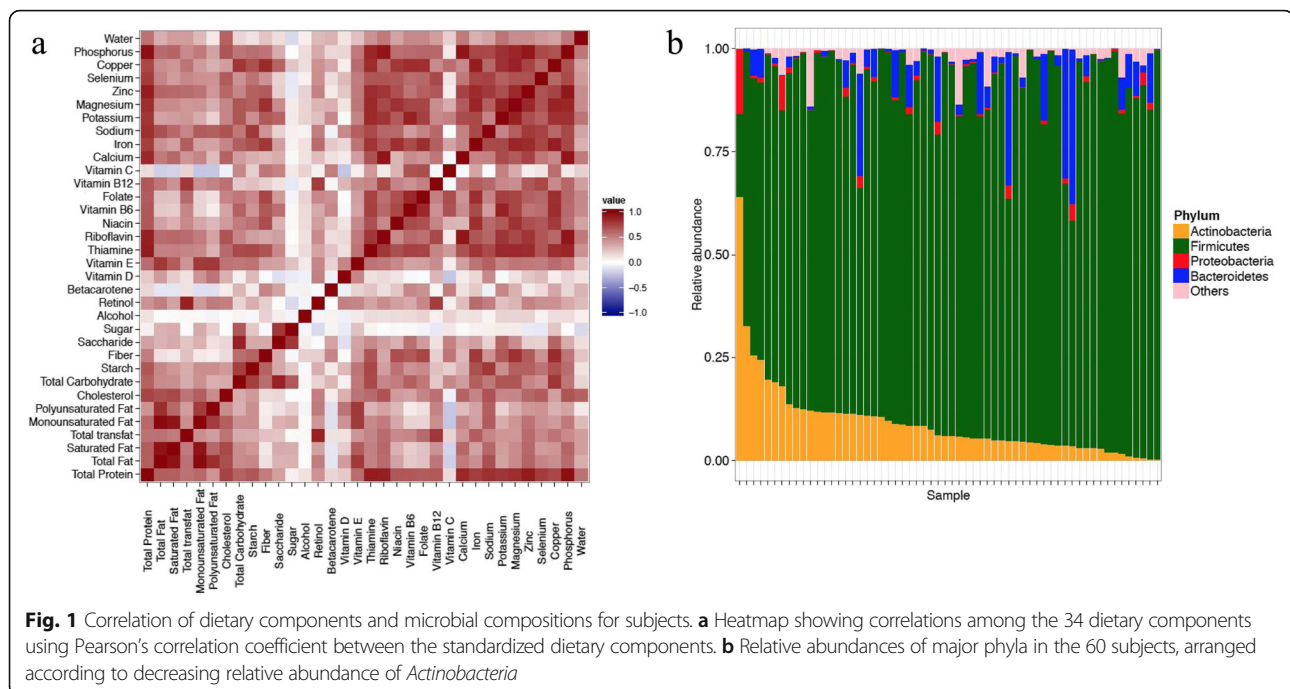 a
Water
Phosphorus
Copper
Selenium
Zinc
Magnesium
Potassium
Sodium
Iron
Calcium
Vitamin C
Vitamin B12
Folate
Vitamin B6
Niacin
Riboflavin
Thiamine
Vitamin E
Vitamin D
Betacarotene
Retinol
Alcohol
Sugar
Saccharide
Fiber
Starch
Total Carbohydrate
Cholesterol
Polyunsaturated Fat
Monounsaturated Fat
Total transfat
Saturated Fat
Total Fat
Total Protein
Total Protein
Total Fat
Saturated Fat
Total transfat
Monounsaturated Fat
Polyunsaturated Fat
Cholesterol
Total Carbohydrate
Starch
Fiber
Saccharide
Sugar
Alcohol
Retinol
Betacarotene
Vitamin D
Vitamin E
Thiamine
Riboflavin
Niacin
Vitamin B6
Folate
Vitamin B12
Vitamin C
Calcium
Iron
Sodium
Potassium
Magnesium
Zinc
Selenium
Copper
Phosphorus
Water
value
1.0
0.5
0.0
−0.5
−1.0
b
1.00
0.75
0.50
0.25
0.00
Relative abundance
Sample
Phylum
Actinobacteria
Firmicutes
Proteobacteria
Bacteroidetes
Others
Fig. 1 Correlation of dietary components and microbial compositions for subjects. a Heatmap showing correlations among the 34 dietary components
using Pearson's correlation coefficient between the standardized dietary components. b Relative abundances of major phyla in the 60 subjects, arranged
according to decreasing relative abundance of Actinobacteria